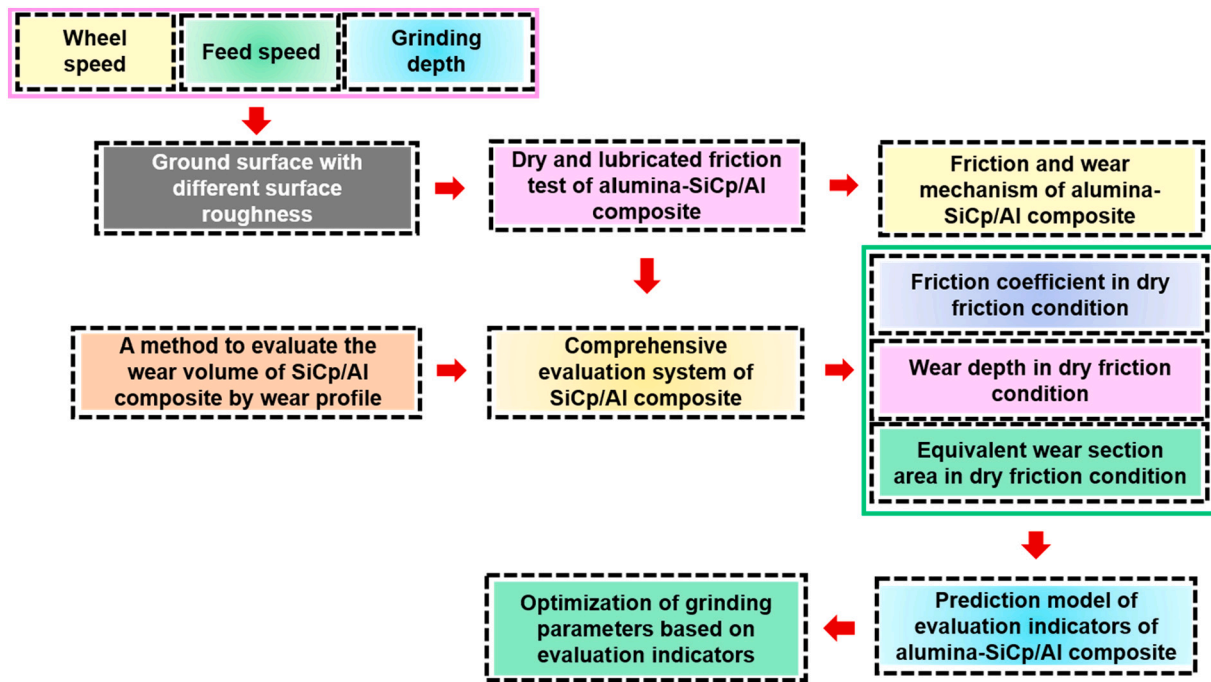 Wheel
speed
Feed speed
Grinding
depth
Ground surface with
different surface
roughness
Dry and lubricated friction
test of alumina-SiCp/Al
composite
Friction and wear
mechanism of alumina-
SiCp/Al composite
A method to evaluate the
wear volume of SiCp/Al
composite by wear profile
Comprehensive
evaluation system of
SiCp/Al composite
Friction coefficient in dry
friction condition
Wear depth in dry friction
condition
Equivalent wear section
area in dry friction condition
Optimization of grinding
parameters based on
evaluation indicators
Prediction model of
evaluation indicators of
alumina-SiCp/Al composite